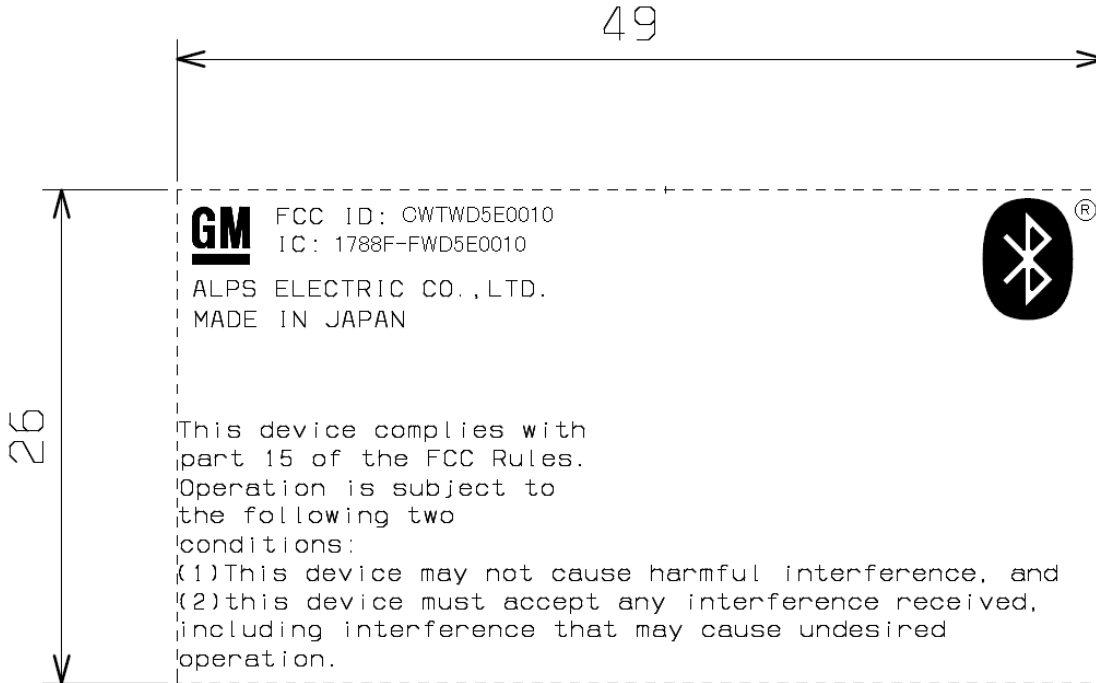 49
GM
FCC ID: CWTWD5E0010
IC: 1788F-FWD5E0010
®
ALPS ELECTRIC CO.,LTD.
MADE IN JAPAN
26
This device complies with
part 15 of the FCC Rules.
Operation is subject to
the following two
conditions:
(1)This device may not cause harmful interference, and
(2)this device must accept any interference received,
including interference that may cause undesired
operation.